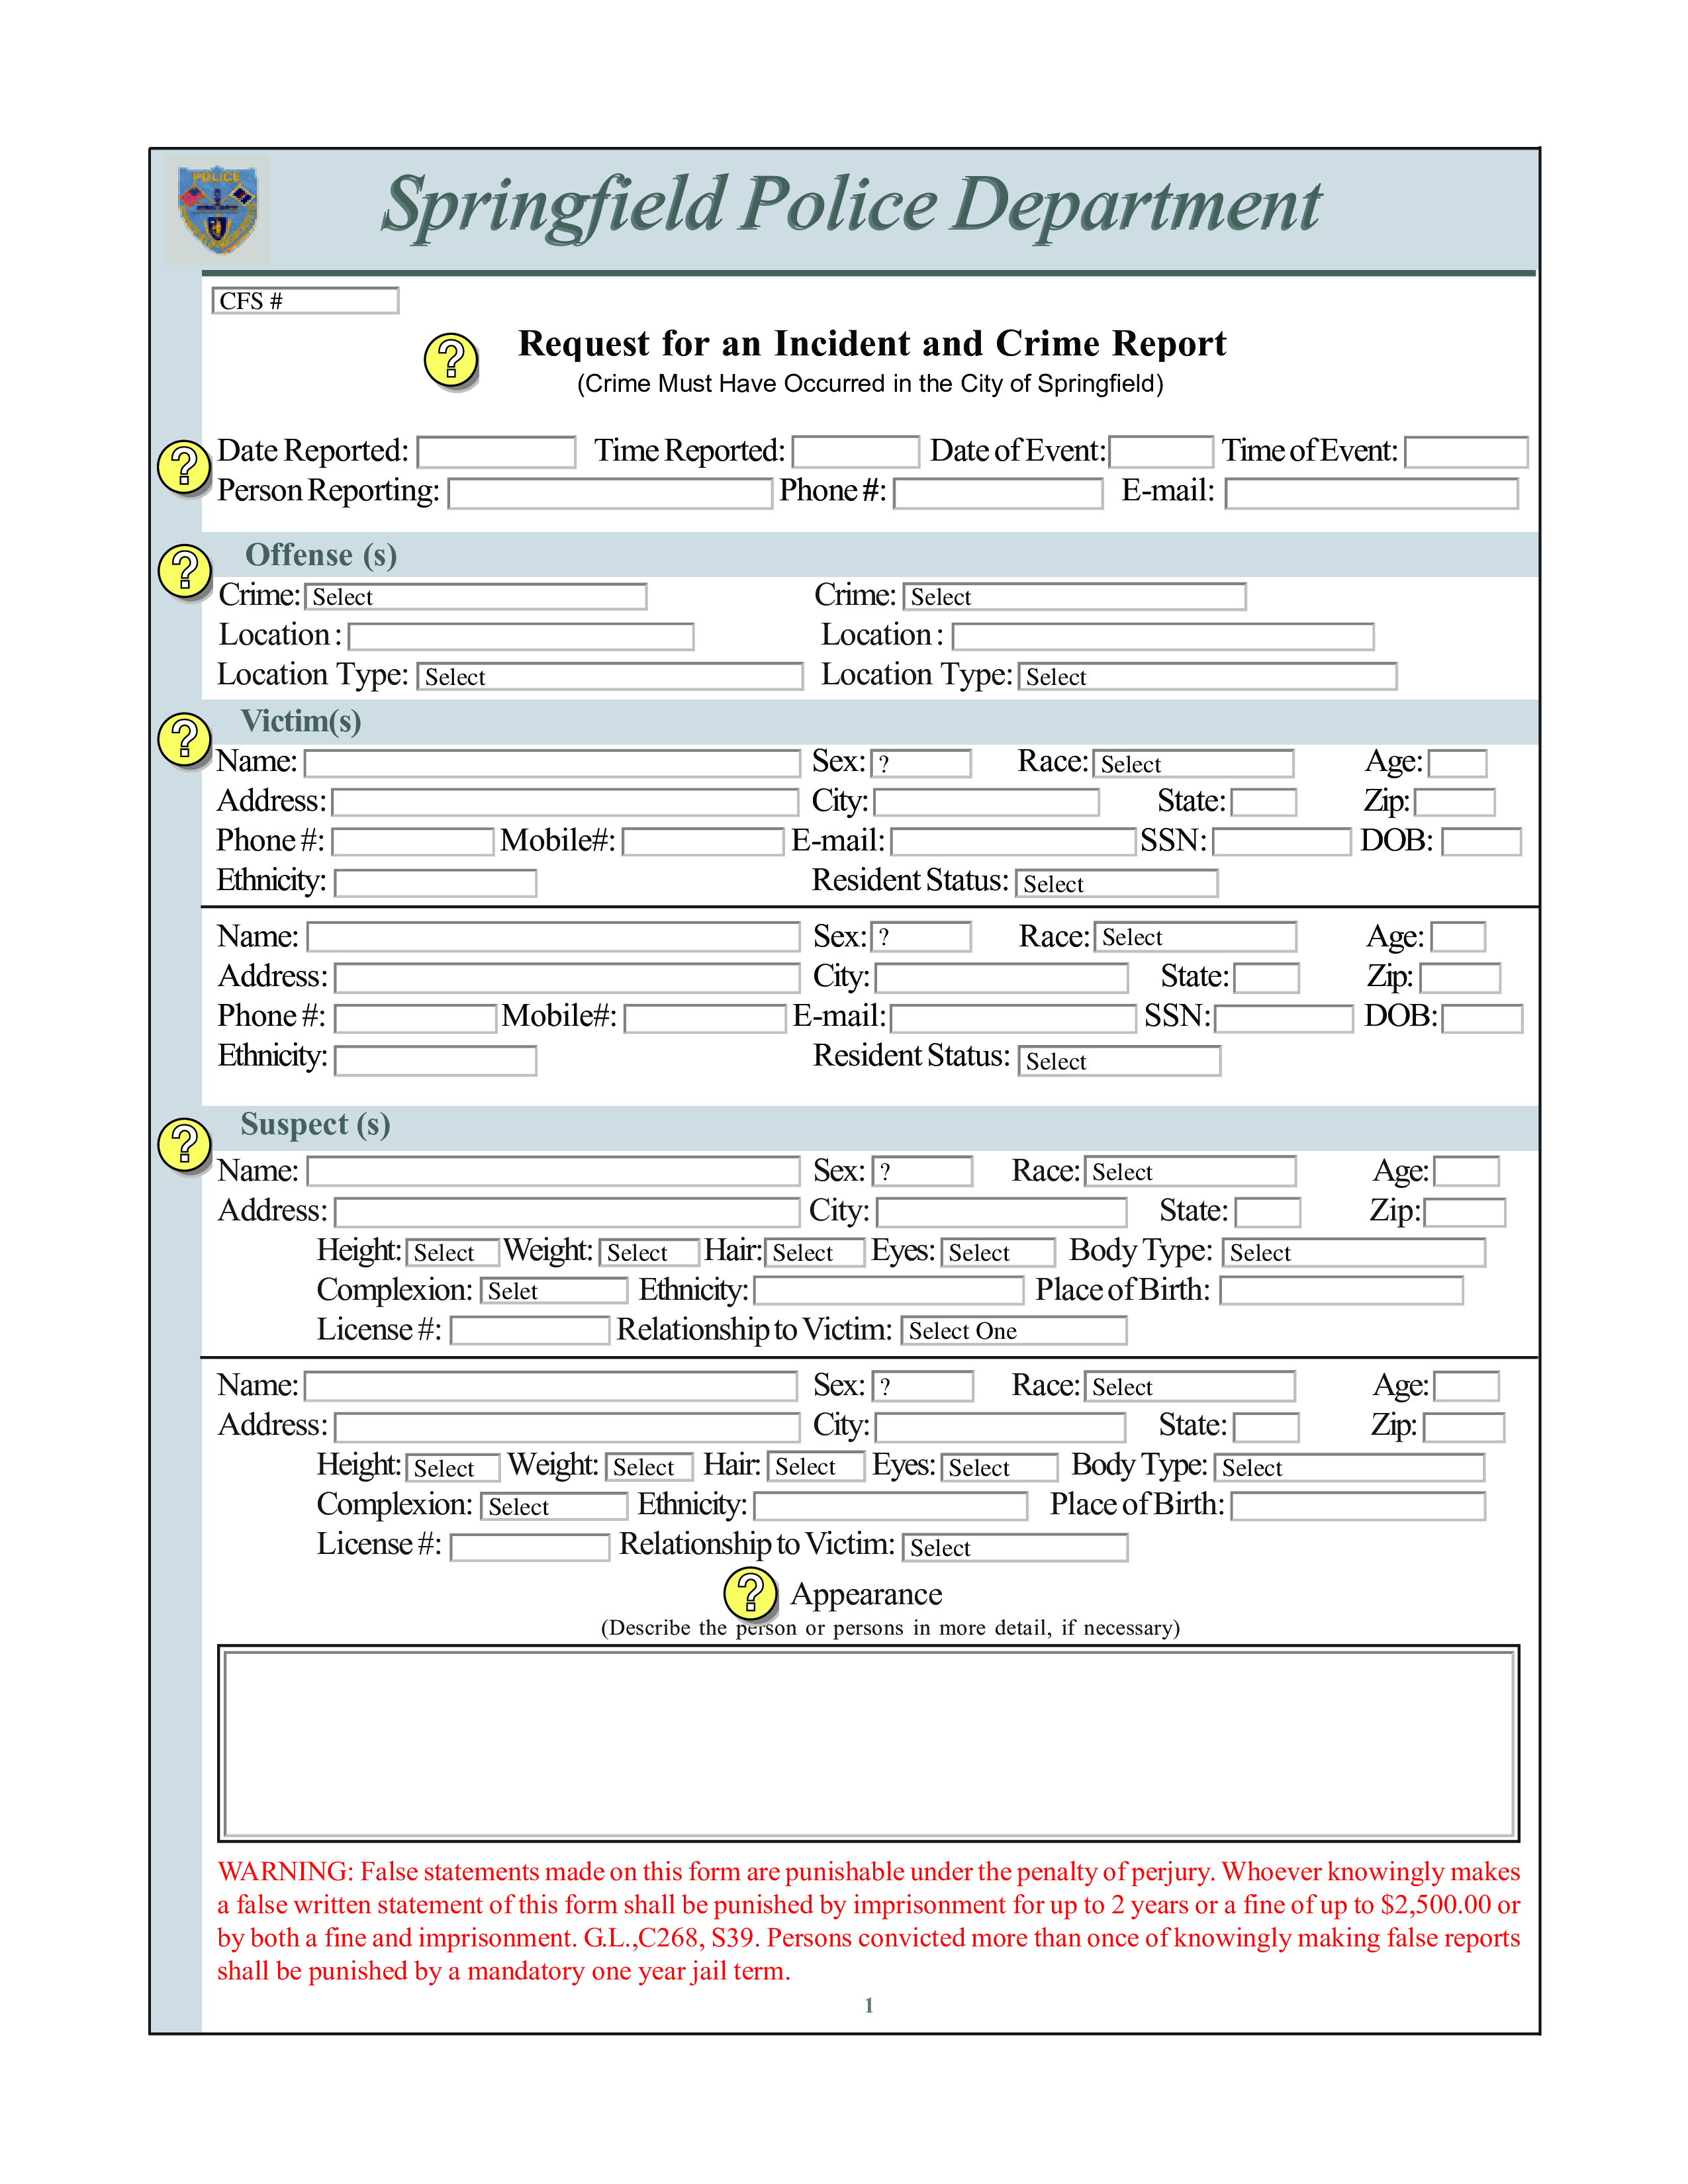 POLICE
Springfield Police Department
CFS #
? Request for an Incident and Crime Report
(Crime Must Have Occurred in the City of Springfield)
? Date Reported: Time Reported: Date of Event: Time of Event:
Person Reporting: Phone #: E-mail:
? Offense (s)
Crime: Select Crime: Select
Location : Location :
Location Type: Select Location Type: Select
? Victim(s)
Name: Sex: ? Race: Select Age:
Address: City: State: Zip:
Phone #: Mobile#: E-mail: SSN: DOB:
Ethnicity: Resident Status: Select
Name: Sex: ? Race: Select Age:
Address: City: State: Zip:
Phone #: Mobile#: E-mail: SSN: DOB:
Ethnicity: Resident Status: Select
? Suspect (s)
Name: Sex: ? Race: Select Age:
Address: City: State: Zip:
Height: Select Weight: Select Hair: Select Eyes: Select Body Type: Select
Complexion: Selet Ethnicity: Place of Birth:
License #: Relationship to Victim: Select One
Name: Sex: ? Race: Select Age:
Address: City: State: Zip:
Height: Select Weight: Select Hair: Select Eyes: Select Body Type: Select
Complexion: Select Ethnicity: Place of Birth:
License #: Relationship to Victim: Select
? Appearance
(Describe the person or persons in more detail, if necessary)
WARNING: False statements made on this form are punishable under the penalty of perjury. Whoever knowingly makes
a false written statement of this form shall be punished by imprisonment for up to 2 years or a fine of up to $2,500.00 or
by both a fine and imprisonment. G.L.,C268, S39. Persons convicted more than once of knowingly making false reports
shall be punished by a mandatory one year jail term.
1